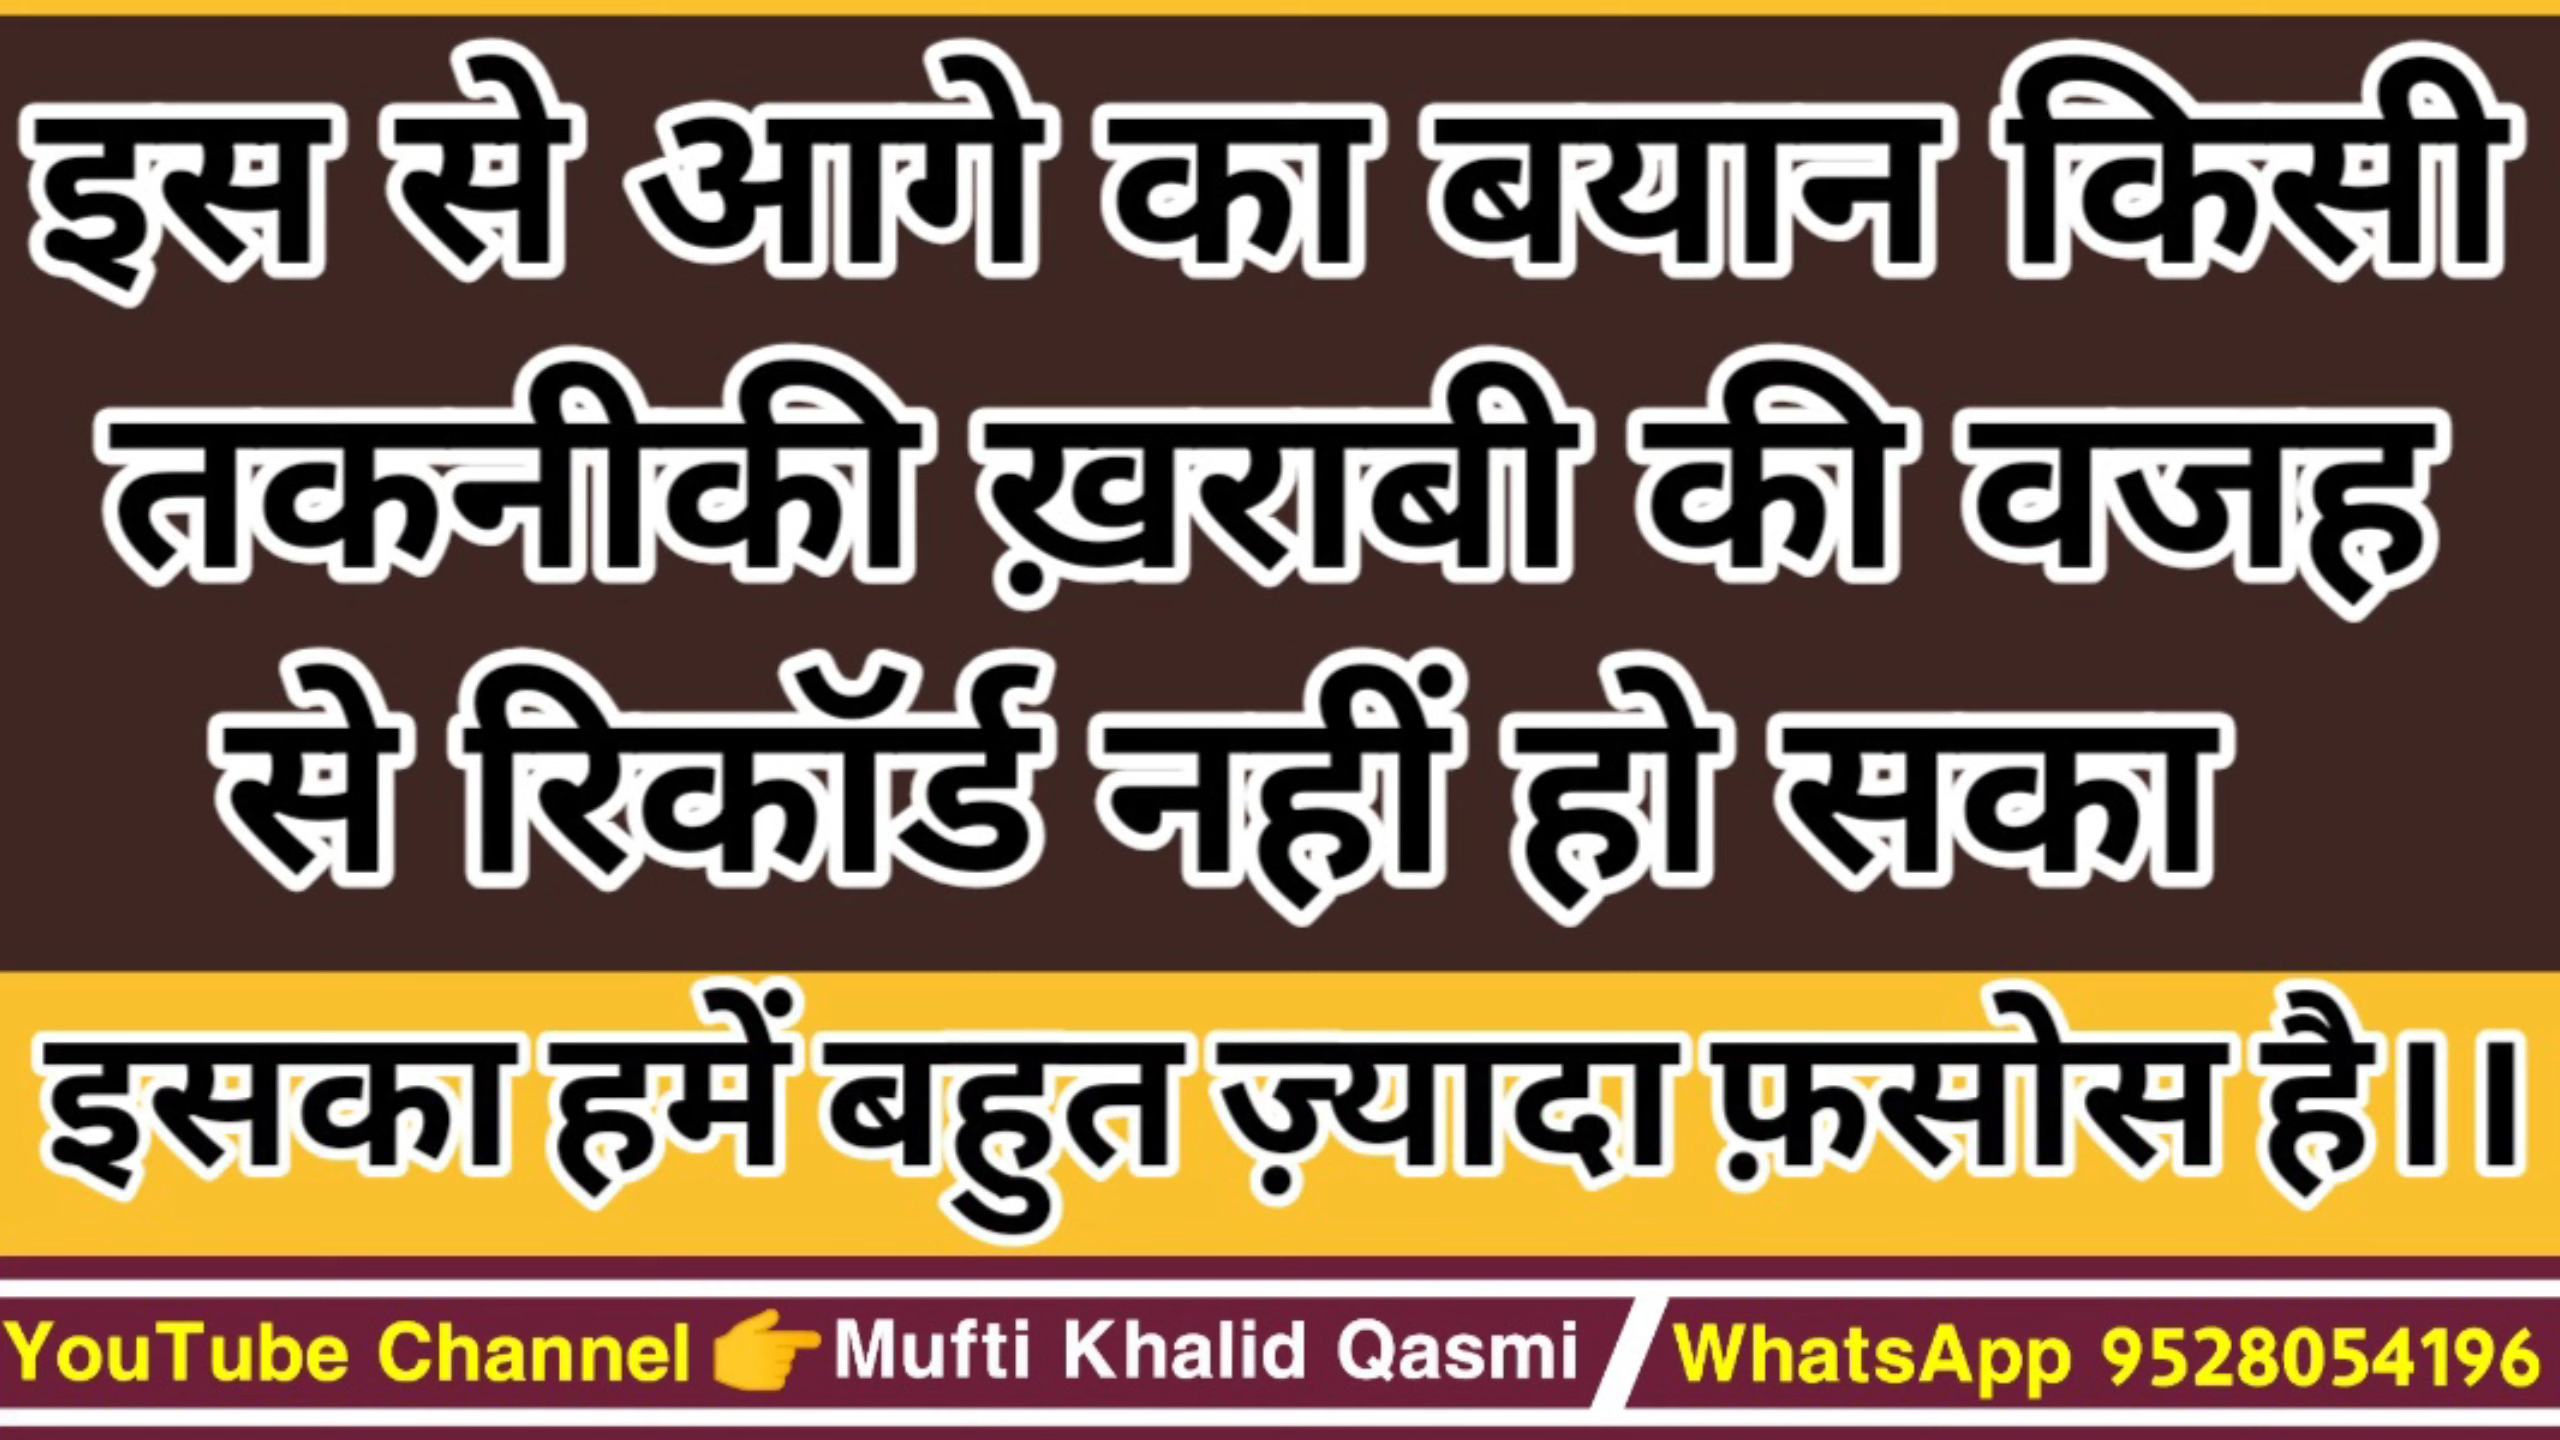 इस से आगे का बयान किसी
तकनीकी ख़राबी की वजह
से रिकॉर्ड नहीं हो सका
इसका हमें बहुत ज़्यादा फ़सोस है।।
YouTube Channel 👉 Mufti Khalid Qasmi / WhatsApp 9528054196